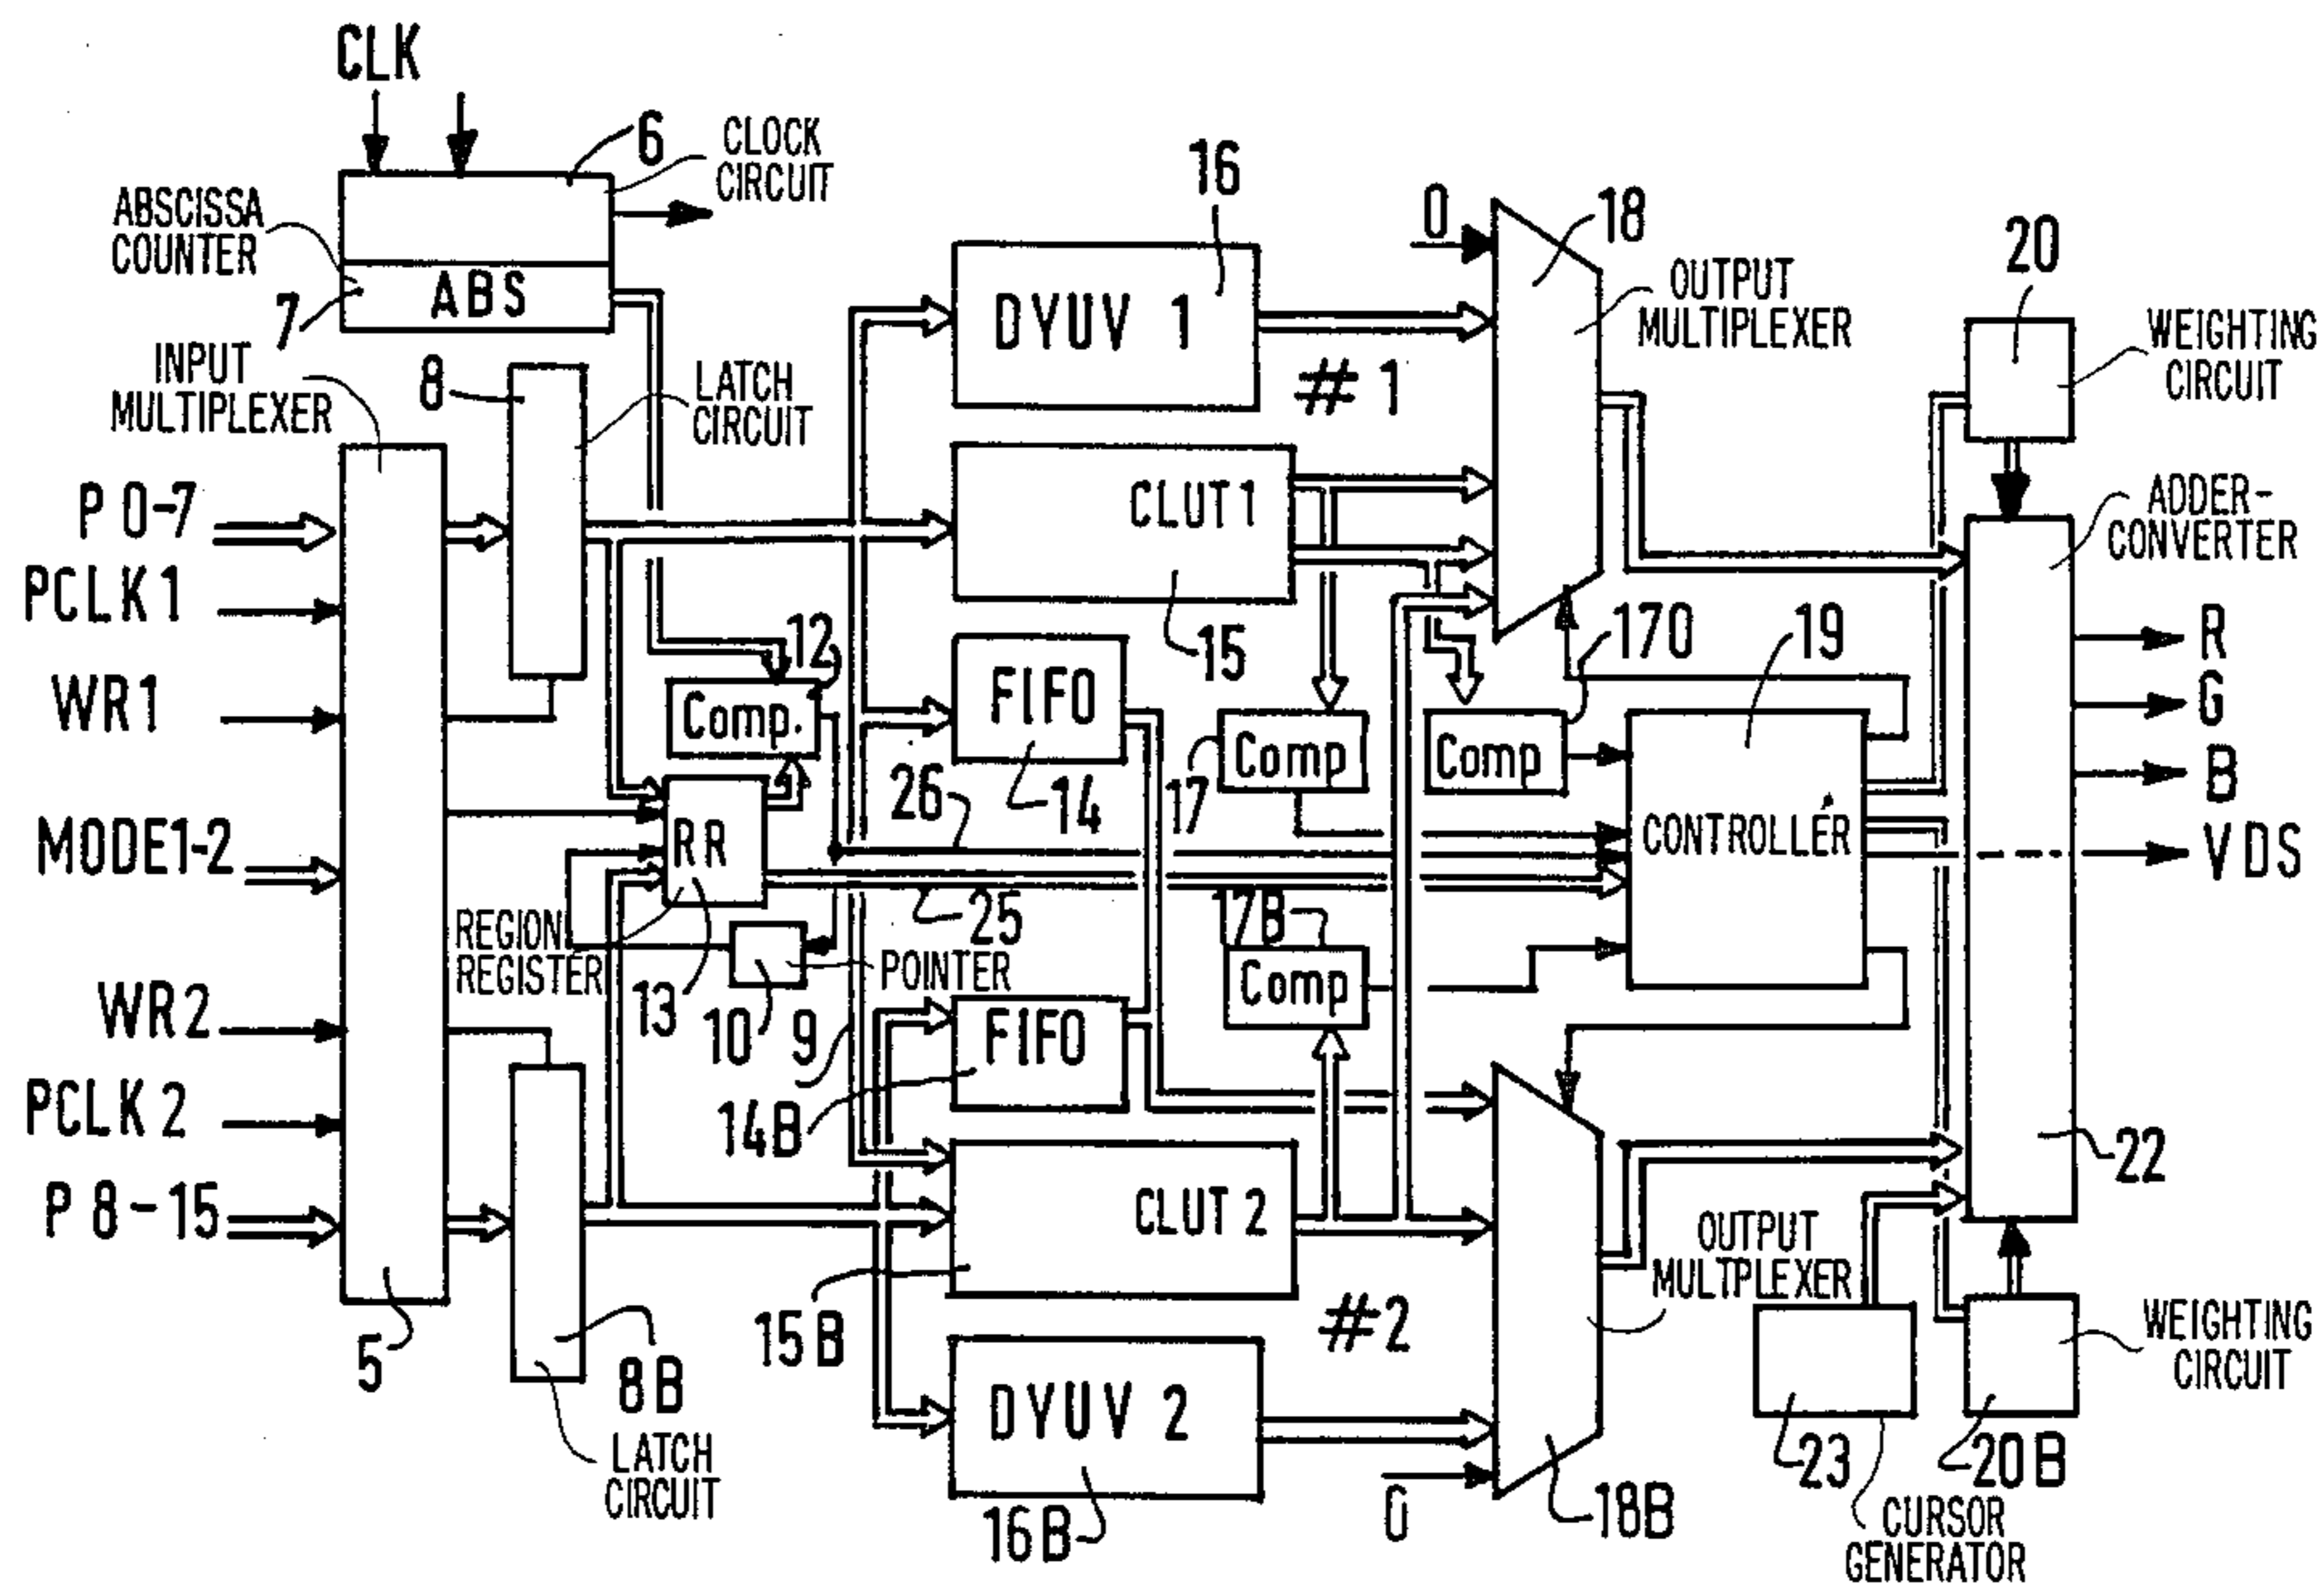 CLK
6
CLOCK
CIRCUIT
ABSCISSA
COUNTER
7
ABS
INPUT
MULTIPLEXER
8
LATCH
CIRCUIT
16
DYUV 1
# 1
0
18
OUTPUT
MULTIPLEXER
20
WEIGHTING
CIRCUIT
P 0-7
PCLK1
WR1
MODE1-2
WR2
PCLK2
P 8-15
CLUT1
15
ADDER-
CONVERTER
12
Comp.
FIFO
14
17
Comp
170
Comp
19
CONTROLLER
R
G
B
VDS
26
RR
25
REGION
REGISTER
13
10
POINTER
9
17B
Comp
FIFO
14B
22
CLUT 2
15B
#2
OUTPUT
MULTPLEXER
5
8B
LATCH
CIRCUIT
DYUV 2
16B
0
18B
23
CURSOR
GENERATOR
20B
WEIGHTING
CIRCUIT